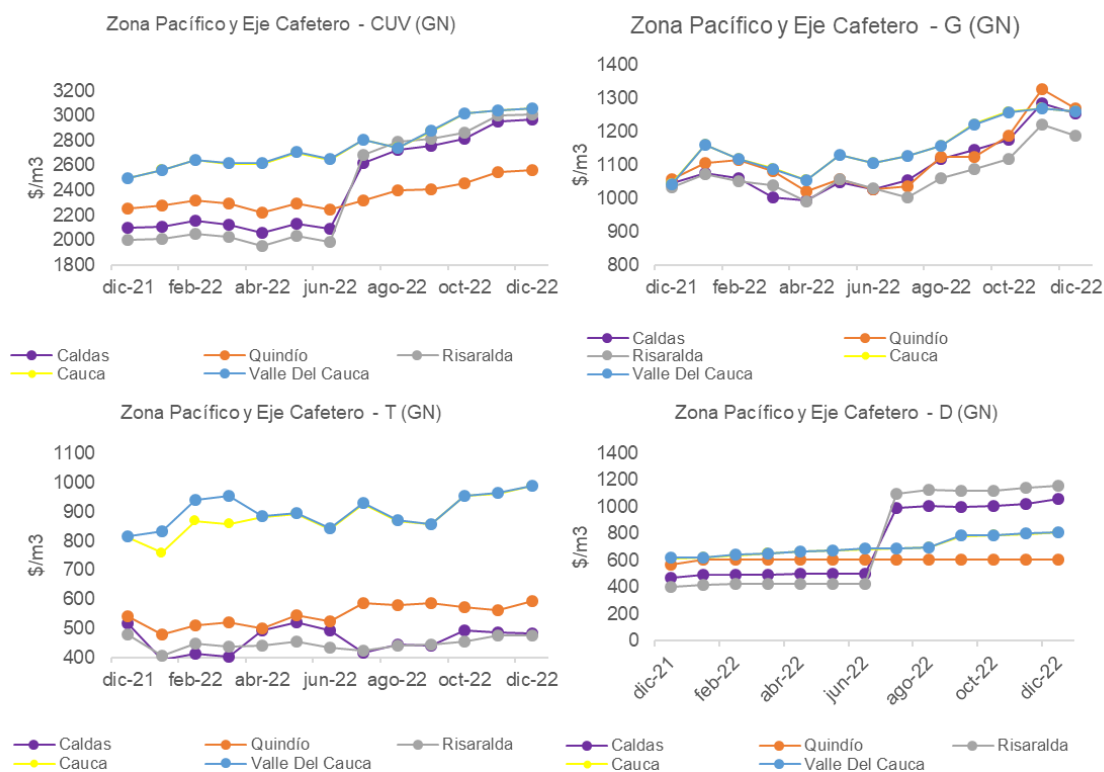 Zona Pacífico y Eje Cafetero - CUV (GN)
$/m3
3200
3000
2800
2600
2400
2200
2000
1800
dic-21 feb-22 abr-22 jun-22 ago-22 oct-22 dic-22
Caldas Quindío Risaralda
Cauca Valle Del Cauca
Zona Pacífico y Eje Cafetero - G (GN)
$/m3
1400
1300
1200
1100
1000
900
800
dic-21 feb-22 abr-22 jun-22 ago-22 oct-22 dic-22
Caldas Quindío
Risaralda Cauca
Valle Del Cauca
Zona Pacífico y Eje Cafetero - T (GN)
$/m3
1100
1000
900
800
700
600
500
400
dic-21 feb-22 abr-22 jun-22 ago-22 oct-22 dic-22
Caldas Quindío Risaralda
Cauca Valle Del Cauca
Zona Pacífico y Eje Cafetero - D (GN)
$/m3
1400
1200
1000
800
600
400
200
0
dic-21 feb-22 abr-22 jun-22 ago-22 oct-22 dic-22
Caldas Quindío Risaralda
Cauca Valle Del Cauca